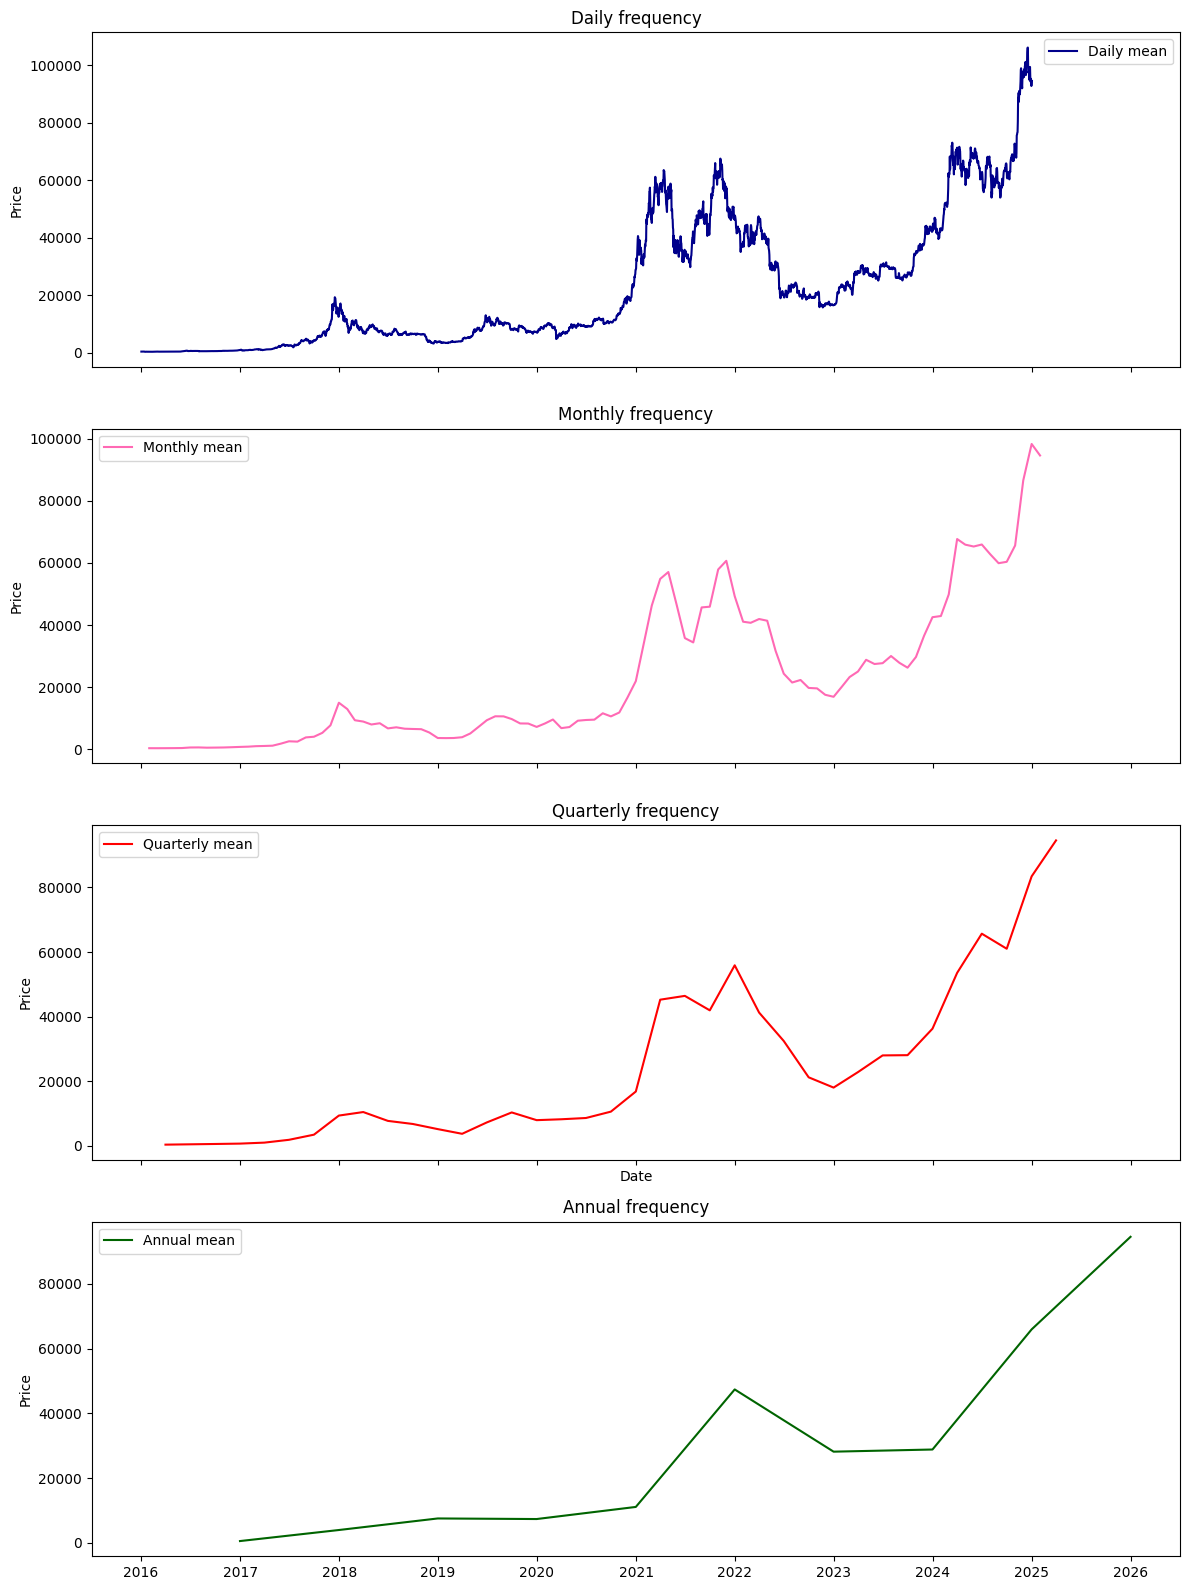 Daily frequency
Daily mean
100000
80000
60000
40000
20000
0
Price
Monthly frequency
Monthly mean
100000
80000
60000
40000
20000
0
Price
Quarterly frequency
Quarterly mean
80000
60000
40000
20000
0
Price
Date
Annual frequency
Annual mean
80000
60000
40000
20000
0
Price
2016 2017 2018 2019 2020 2021 2022 2023 2024 2025 2026